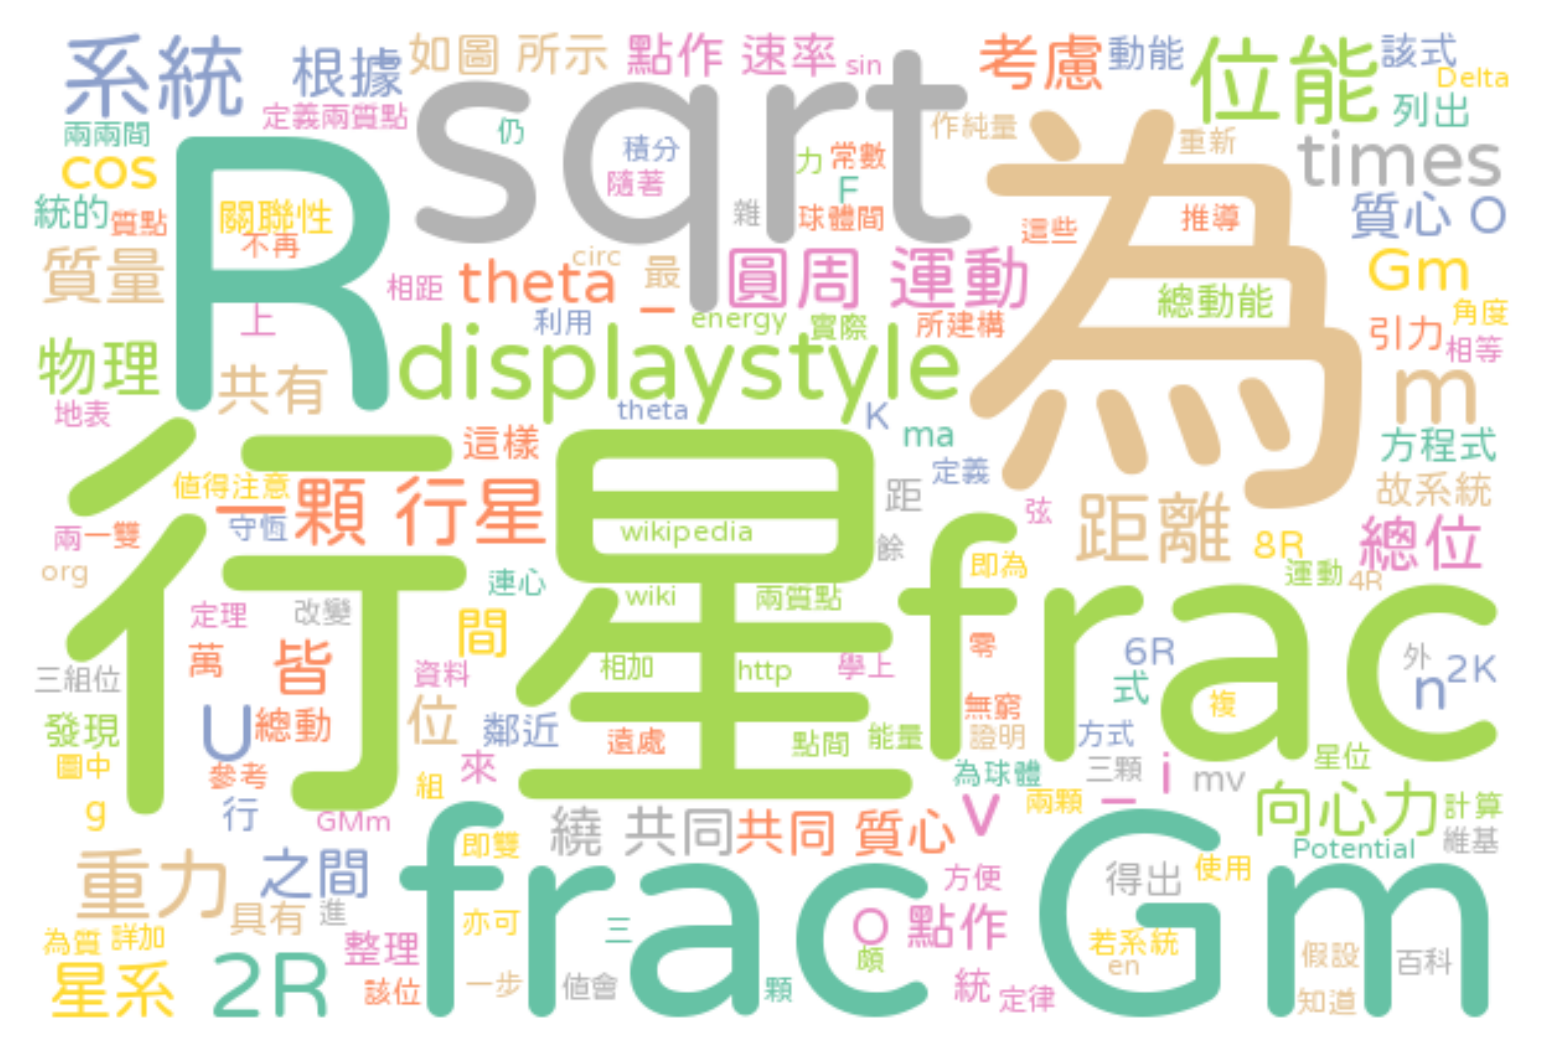 系統
根據
如圖 所示
點作 速率
sin
考慮
動能
位能
該式
Delta
定義兩質點
兩兩間
cos
sqrt
仍
積分
隨著
力
常數
F
作純量
為
重新
列出
times
統的
質點
R
關聯性
不再
雜
球體間
這些
推導
質心 O
質量
相距
theta
circ
最
圓周 運動
總動能
Gm
上
利用
energy
實際
所建構
引力
角度
相等
物理
共有
displaystyle
m
地表
theta
K
ma
這樣
定義
方程式
值得注意
一顆 行星
行星
距
故系統
守恆
兩一雙
wikipedia
弦
距離
8R
總位
餘
frac
即為
運動
4R
org
連心
wiki
兩質點
定理
改變
間
零
6R
外
2K
萬
皆
三組位
資料
相加
http
學上
式
n
U
總動
位
鄰近
無窮
複
發現
遠處
點間
能量
證明
方式
星位
圖中
參考
來
組
為球體
三顆
i
mv
g
行
GMm
繞 共同
共同 質心
v
兩顆
向心力
計算
維基
Potential
重力
之間
即雙
frac
Gm
方便
得出
使用
具有
進
亦可
三
O 點作
為質
詳加
整理
頗
若系統
en
假設
百科
星系
2R
該位
一步
值會
顆
統
定律
知道